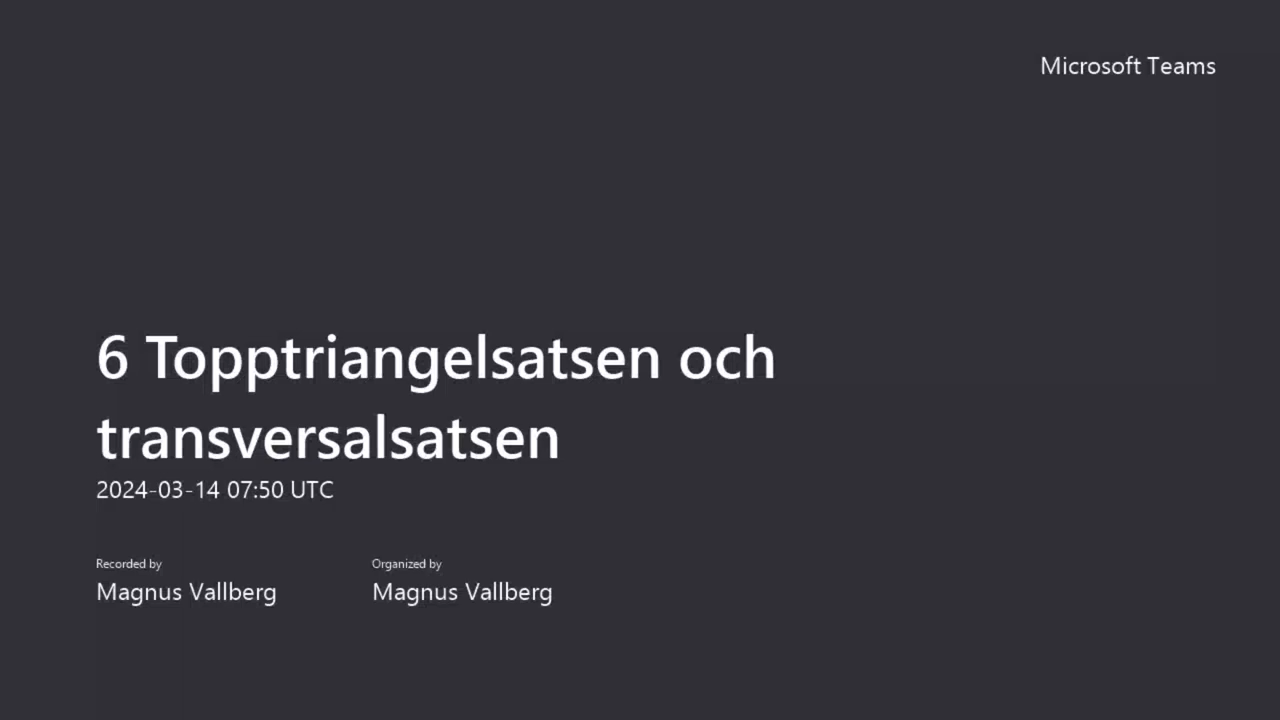 Microsoft Teams
6 Topptriangelsatsen och
transversalsatsen
2024-03-14 07:50 UTC
Recorded by
Magnus Vallberg
Organized by
Magnus Vallberg